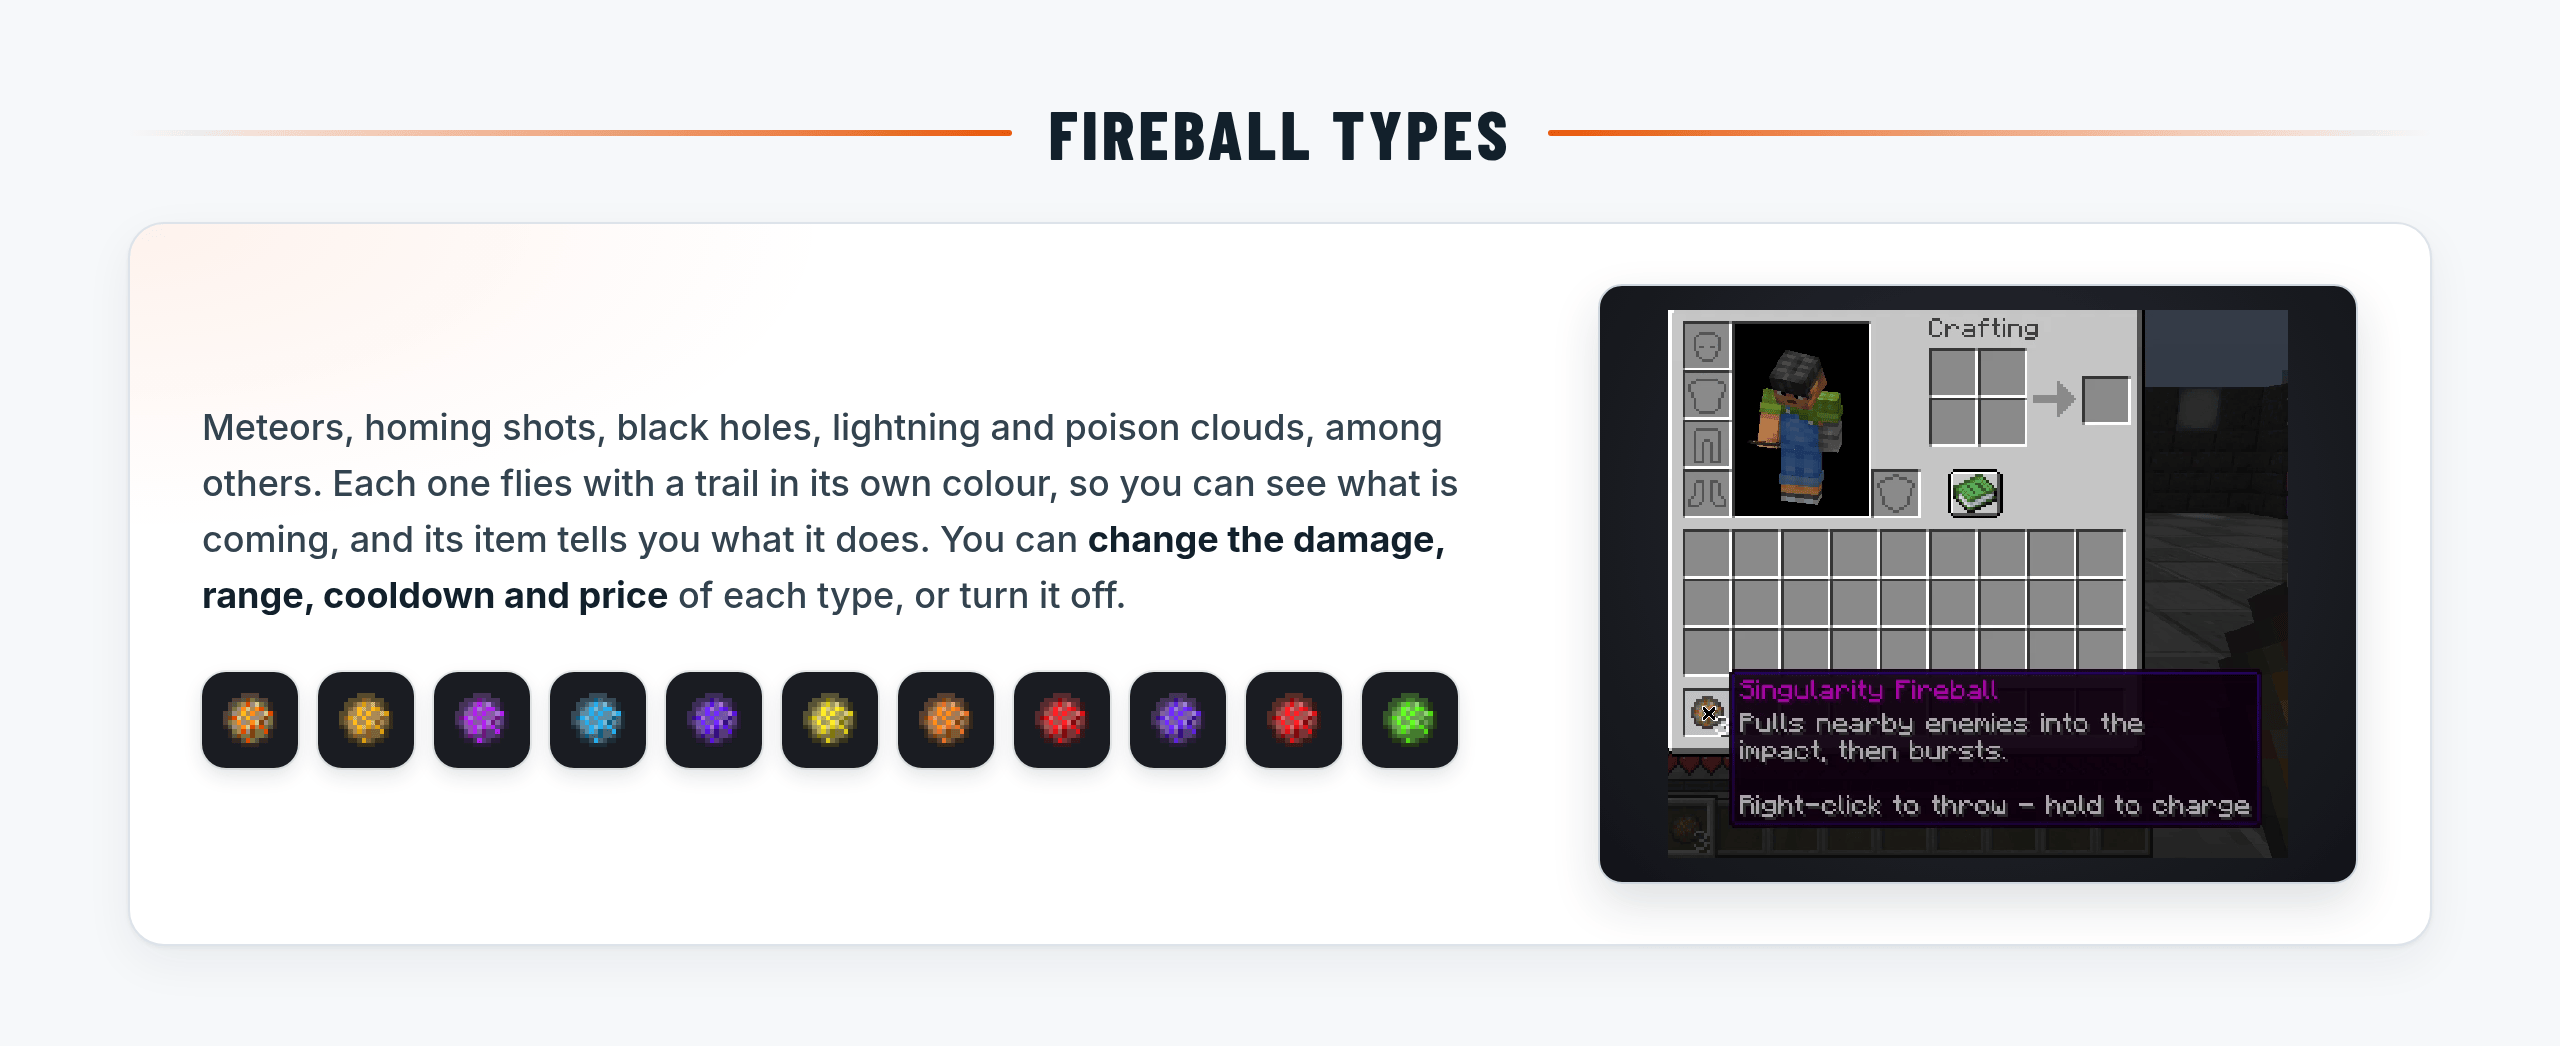 FIREBALL TYPES
Meteors, homing shots, black holes, lightning and poison clouds, among
others. Each one flies with a trail in its own colour, so you can see what is
coming, and its item tells you what it does. You can change the damage,
range, cooldown and price of each type, or turn it off.
Crafting
Singularity Fireball
Pulls nearby enemies into the
impact, then bursts.
Right-click to throw - hold to charge
3